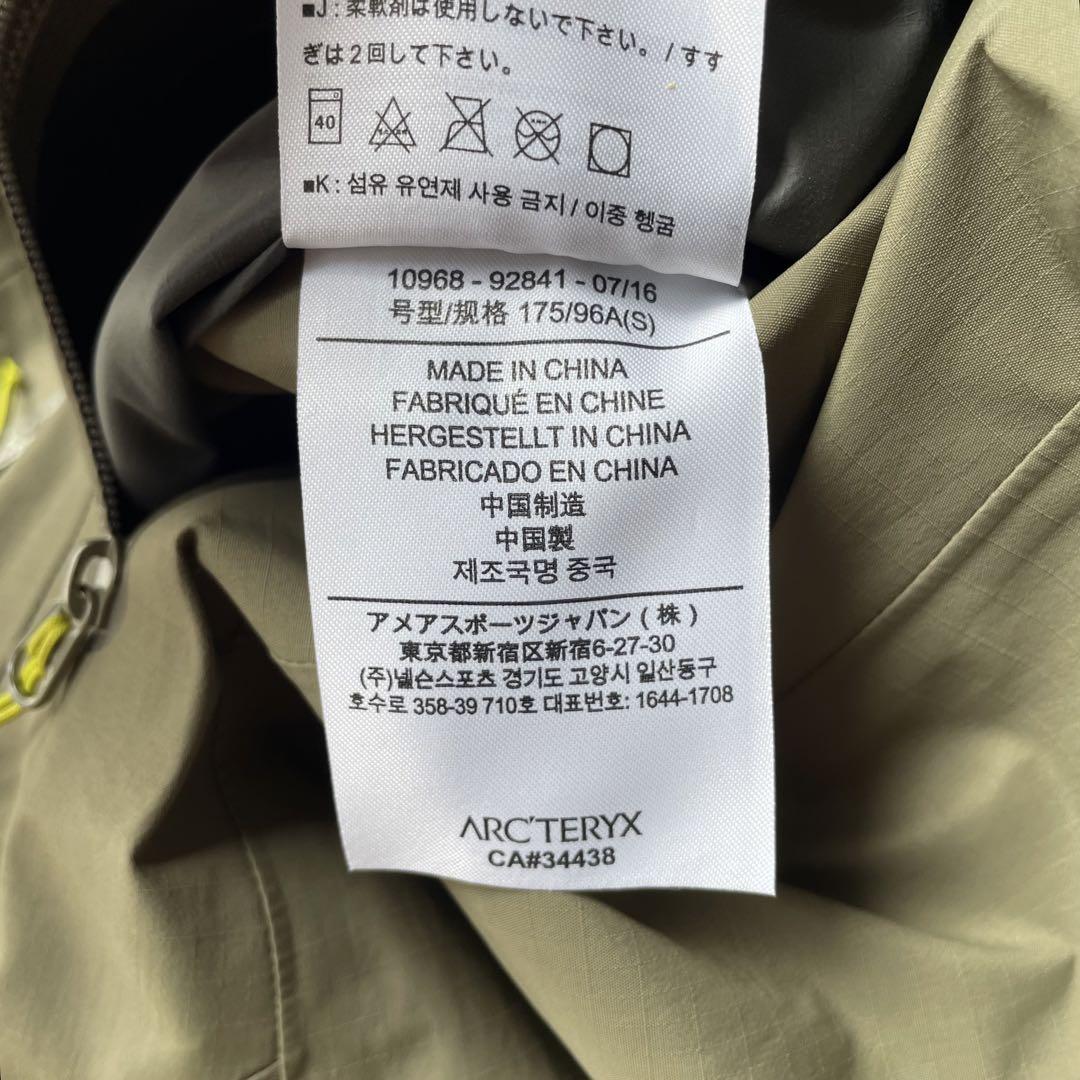 ■J : 柔軟剤は使用しないで下さい。 / すす
ぎは2回して下さい。
40
■K : 섬유 유연제 사용 금지 / 이중 헹굼
10968 - 92841 - 07/16
号型/规格 175/96A(S)
MADE IN CHINA
FABRIQUÉ EN CHINE
HERGESTELLT IN CHINA
FABRICADO EN CHINA
中国制造
中国製
제조국명 중국
アメアスポーツジャパン ( 株 )
東京都新宿区新宿6-27-30
(주)넬슨스포츠 경기도 고양시 일산동구
호수로 358-39 710호 대표번호: 1644-1708
ARC'TERYX
CA#34438